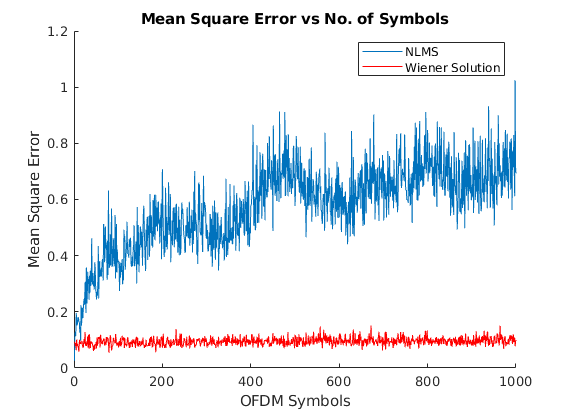 Mean Square Error vs No. of Symbols
1.2
1
0.8
0.6
0.4
0.2
0
Mean Square Error
NLMS
Wiener Solution
0 200 400 600 800 1000
OFDM Symbols